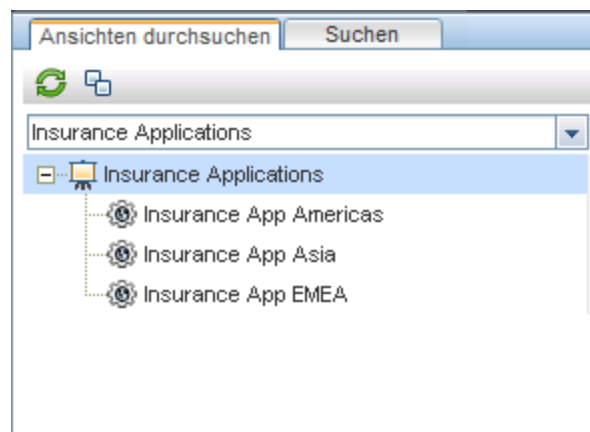 Ansichten durchsuchen Suchen
Insurance Applications
Insurance Applications
Insurance App Americas
Insurance App Asia
Insurance App EMEA